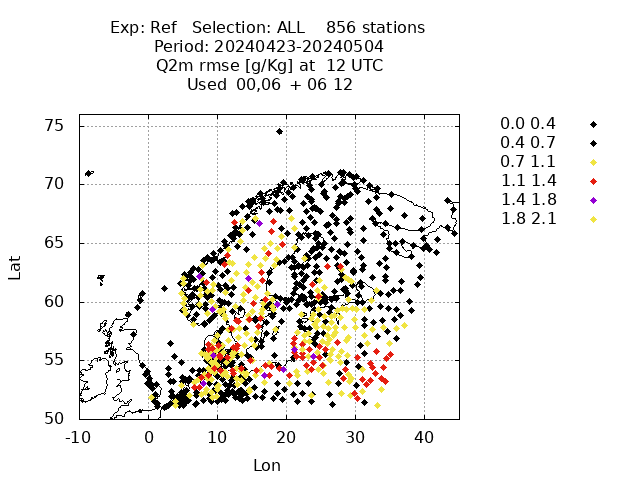 Exp: Ref   Selection: ALL    856 stations
Period: 20240423-20240504
Q2m rmse [g/Kg] at  12 UTC
Used  00,06  + 06 12
0.0 0.4
0.4 0.7
0.7 1.1
1.1 1.4
1.4 1.8
1.8 2.1
75
70
65
60
55
50
Lat
-10 0 10 20 30 40
Lon